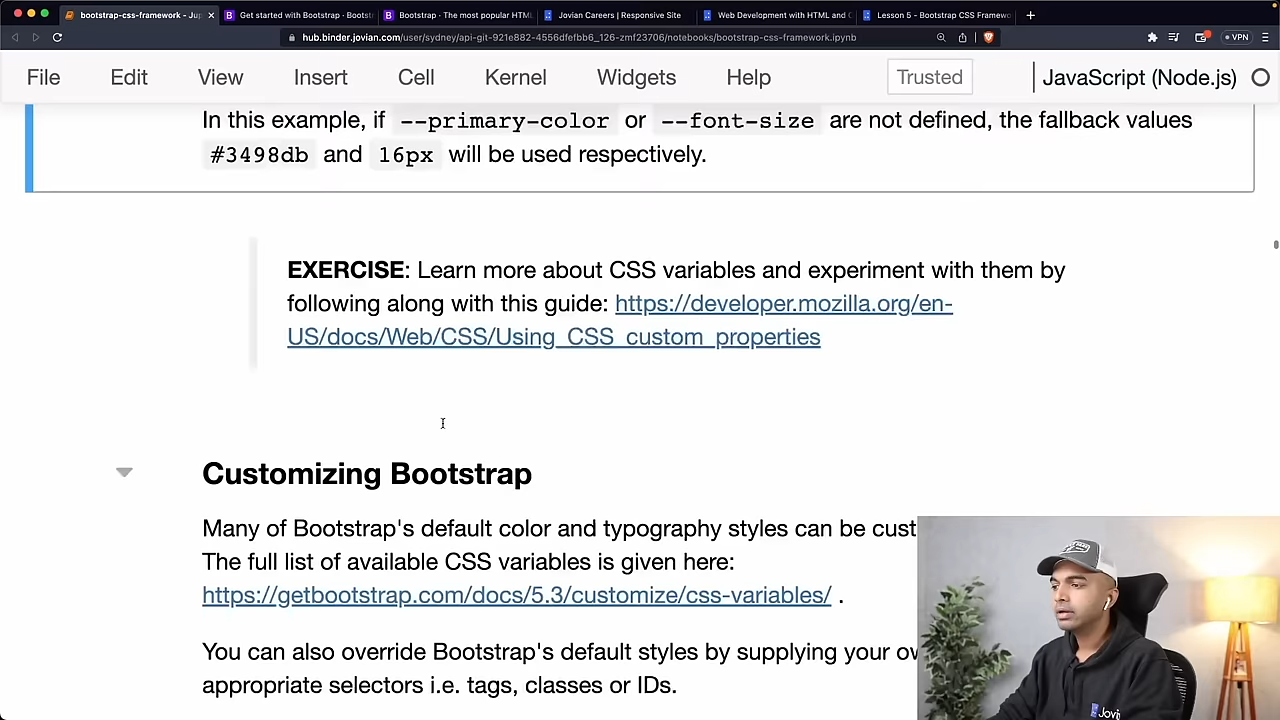 bootstrap-css-framework - Jup
Get started with Bootstrap · Bootst
Bootstrap · The most popular HTML
Jovian Careers | Responsive Site
Web Development with HTML and C
Lesson 5 - Bootstrap CSS Framewo
hub.binder.jovian.com/user/sydney/api-git-921e882-4556dfefbb6_126-zmf23706/notebooks/bootstrap-css-framework.ipynb
VPN
File Edit View Insert Cell Kernel Widgets Help Trusted JavaScript (Node.js)
In this example, if --primary-color or --font-size are not defined, the fallback values
#3498db and 16px will be used respectively.
EXERCISE: Learn more about CSS variables and experiment with them by
following along with this guide: https://developer.mozilla.org/en-
US/docs/Web/CSS/Using_CSS_custom_properties
Customizing Bootstrap
Many of Bootstrap's default color and typography styles can be cust
The full list of available CSS variables is given here:
https://getbootstrap.com/docs/5.3/customize/css-variables/ .
You can also override Bootstrap's default styles by supplying your ow
appropriate selectors i.e. tags, classes or IDs.
Jovi